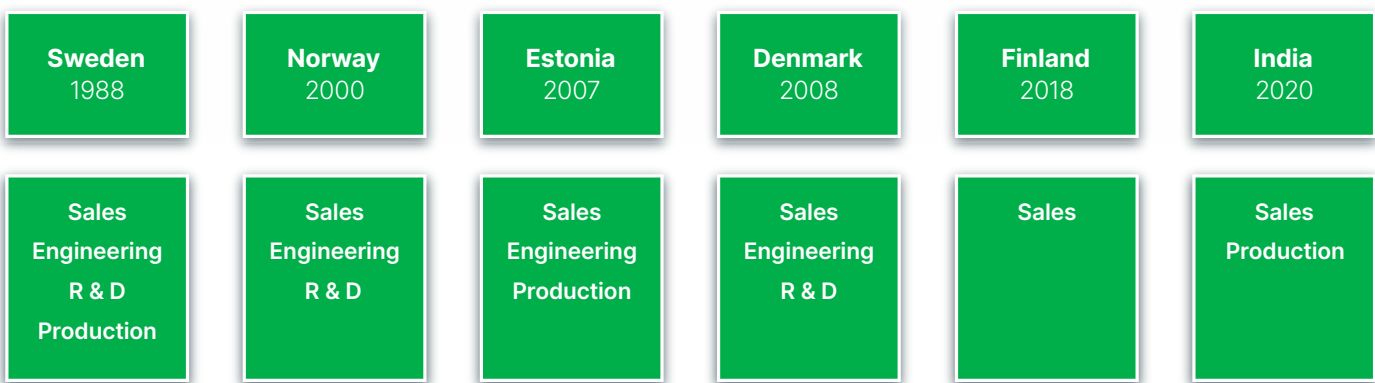 Sweden
1988
Norway
2000
Estonia
2007
Denmark
2008
Finland
2018
India
2020
Sales
Engineering
R & D
Production
Sales
Engineering
R & D
Sales
Engineering
Production
Sales
Engineering
R & D
Sales
Sales
Production